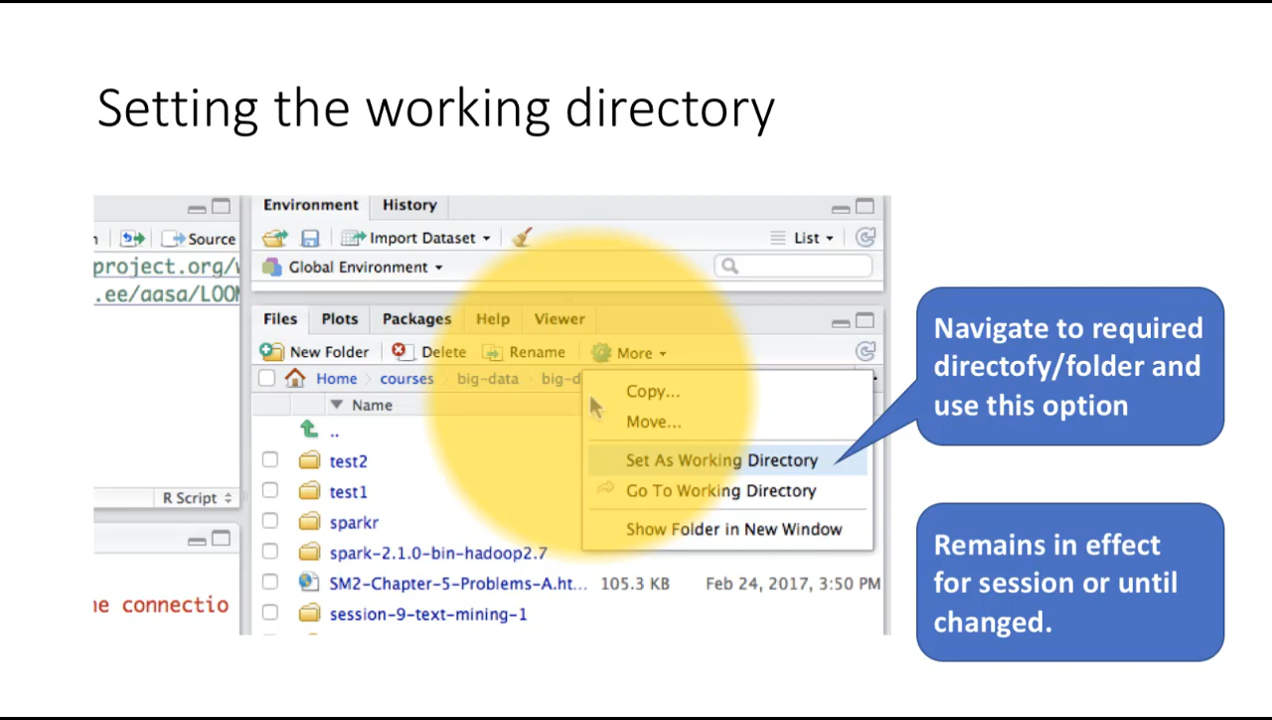 Setting the working directory
Environment History
Source
Import Dataset
List
project.org/
Global Environment
.ee/aasa/LOO
Files Plots Packages Help Viewer
New Folder Delete Rename More
Home courses big-data big-d
Name
Copy...
..
Move...
test2
Set As Working Directory
test1
Go To Working Directory
R Script
sparkr
Show Folder in New Window
spark-2.1.0-bin-hadoop2.7
SM2-Chapter-5-Problems-A.ht... 105.3 KB Feb 24, 2017, 3:50 PM
ne connectio
session-9-text-mining-1
Navigate to required
directofy/folder and
use this option
Remains in effect
for session or until
changed.